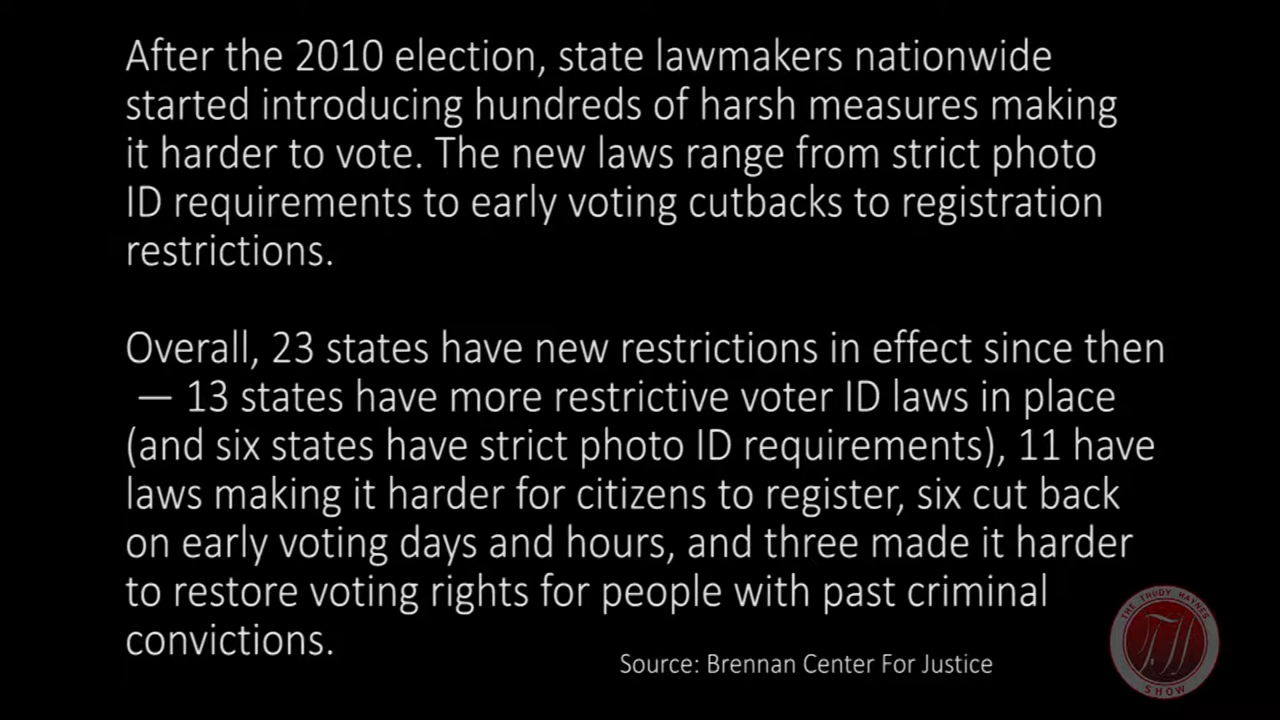 After the 2010 election, state lawmakers nationwide
started introducing hundreds of harsh measures making
it harder to vote. The new laws range from strict photo
ID requirements to early voting cutbacks to registration
restrictions.
Overall, 23 states have new restrictions in effect since then
— 13 states have more restrictive voter ID laws in place
(and six states have strict photo ID requirements), 11 have
laws making it harder for citizens to register, six cut back
on early voting days and hours, and three made it harder
to restore voting rights for people with past criminal
convictions.
Source: Brennan Center For Justice
THE TRUDY HAYNES
T.H
SHOW